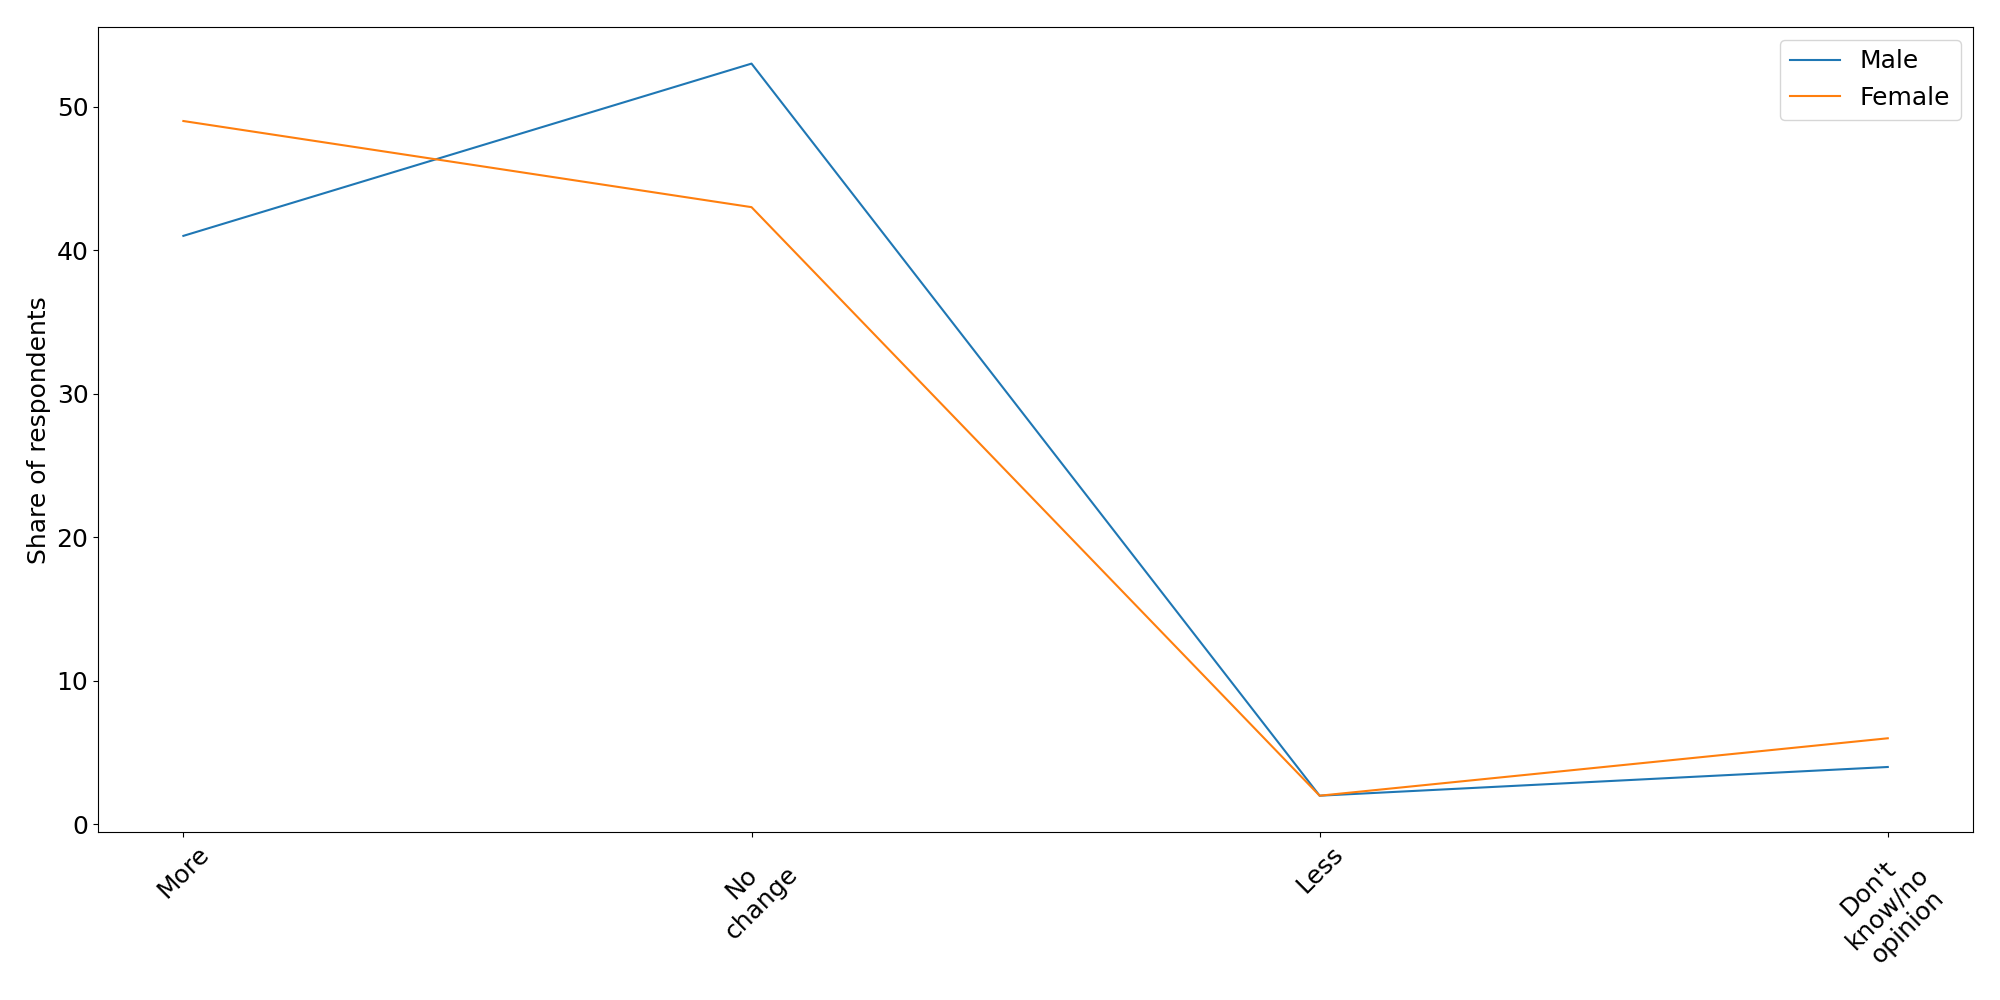 Male
Female
Share of respondents
50
40
30
20
10
0
More
No
change
Less
Don't
know/no
opinion